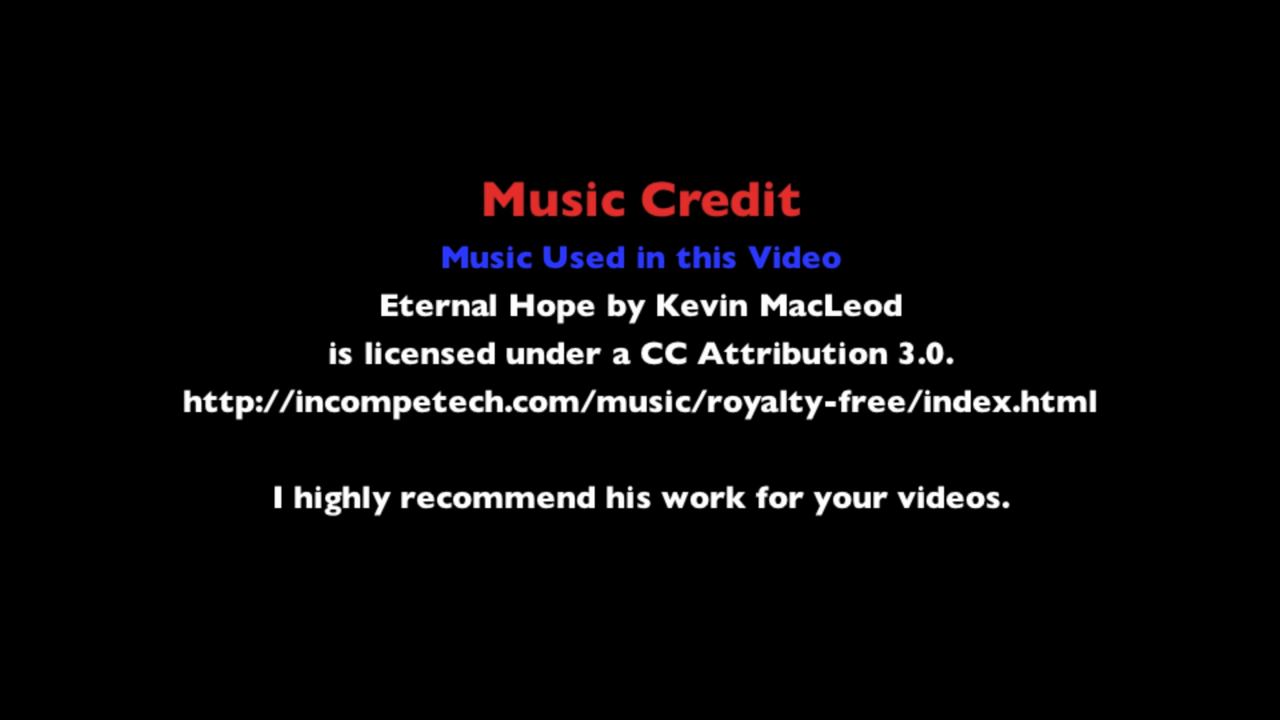 Music Credit
Music Used in this Video
Eternal Hope by Kevin MacLeod
is licensed under a CC Attribution 3.0.
http://incompetech.com/music/royalty-free/index.html
I highly recommend his work for your videos.